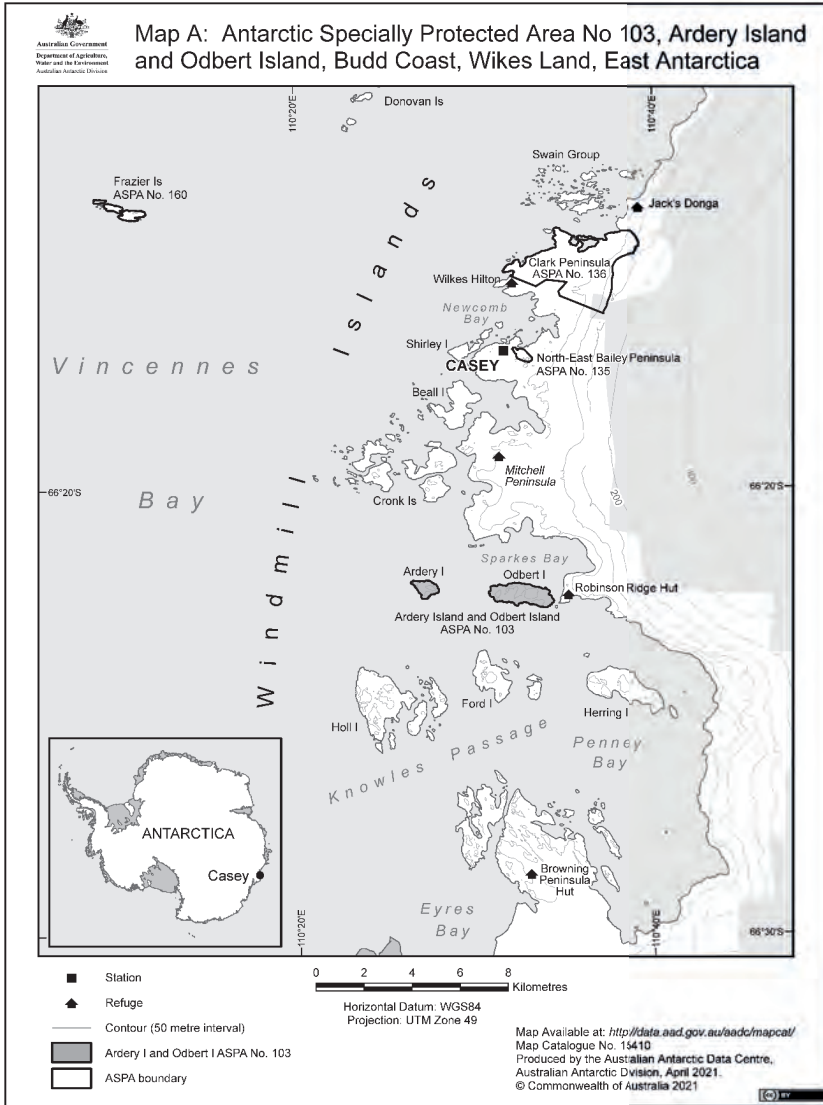 Australian Government
Department of Agriculture,
Water and the Environment
Australian Antarctic Division
Map A: Antarctic Specially Protected Area No 103, Ardery Island
and Odbert Island, Budd Coast, Wikes Land, East Antarctica
110°20'E
110°40'E
Donovan Is
Swain Group
Frazier Is
ASPA No. 160
Jack's Donga
Clark Peninsula
ASPA No. 136
Wilkes Hilton
Newcomb
Bay
Shirley I
CASEY
North-East Bailey Peninsula
ASPA No. 135
Vincennes
Bay
Windmill Islands
Beall I
Mitchell
Peninsula
Cronk Is
200
400
66°20'S
66°20'S
Sparkes Bay
Ardery I
Odbert I
Robinson Ridge Hut
Ardery Island and Odbert Island
ASPA No. 103
Ford I
Holl I
Herring I
Knowles Passage
Penney
Bay
ANTARCTICA
Casey
Browning
Peninsula
Hut
Eyres
Bay
66°30'S
110°20'E
110°40'E
Station
Refuge
Contour (50 metre interval)
Ardery I and Odbert I ASPA No. 103
ASPA boundary
0 2 4 6 8
Kilometres
Horizontal Datum: WGS84
Projection: UTM Zone 49
Map Available at: http://data.aad.gov.au/aadc/mapcat/
Map Catalogue No. 15410
Produced by the Australian Antarctic Data Centre,
Australian Antarctic Division, April 2021.
© Commonwealth of Australia 2021
cc BY